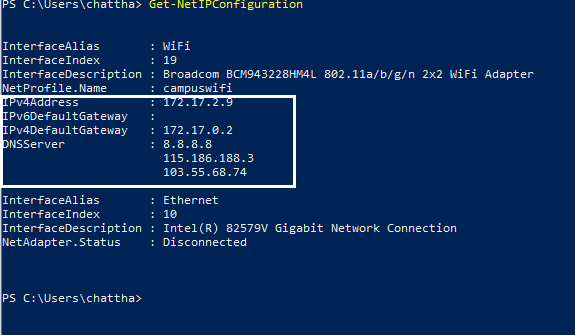 PS C:\Users\chattha> Get-NetIPConfiguration
InterfaceAlias : WiFi
InterfaceIndex : 19
InterfaceDescription : Broadcom BCM943228HM4L 802.11a/b/g/n 2x2 WiFi Adapter
NetProfile.Name : campuswifi
IPv4Address : 172.17.2.9
IPv6DefaultGateway :
IPv4DefaultGateway : 172.17.0.2
DNSServer : 8.8.8.8
115.186.188.3
103.55.68.74
InterfaceAlias : Ethernet
InterfaceIndex : 10
InterfaceDescription : Intel(R) 82579V Gigabit Network Connection
NetAdapter.Status : Disconnected
PS C:\Users\chattha>